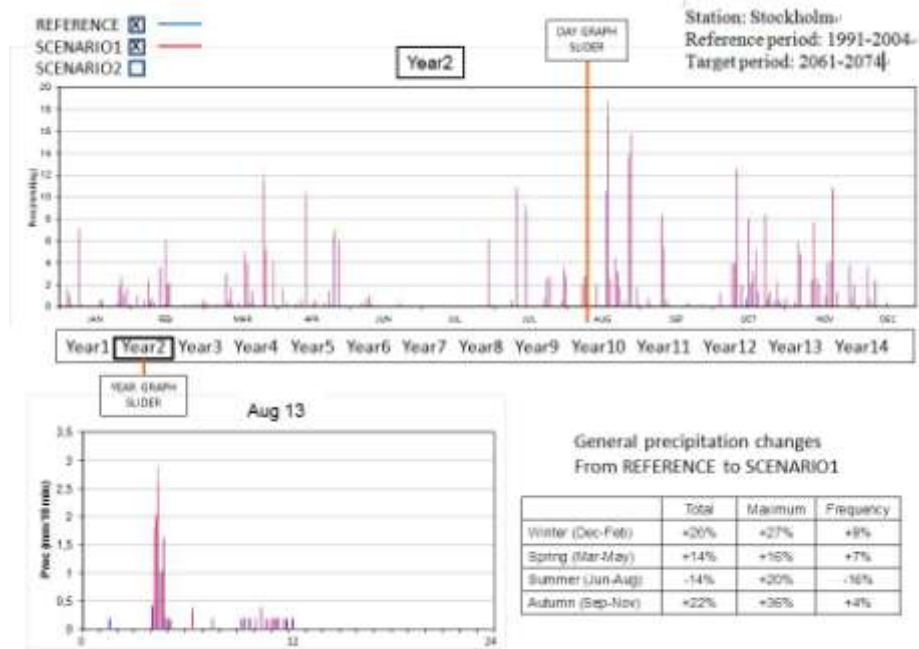 REFERENCE
SCENARIO1
SCENARIO2
DAY GRAPH
SLIDER
Station: Stockholm
Reference period: 1991-2004
Target period: 2061-2074
Year2
20
18
16
14
12
10
8
6
4
2
0
JAN FEB MAR APR JUN JUL AUG SEP OCT NOV DEC
Year1 Year2 Year3 Year4 Year5 Year6 Year7 Year8 Year9 Year10 Year11 Year12 Year13 Year14
YEAR GRAPH
SLIDER
Aug 13
3,5
3
2,5
2
1,5
1
0,5
0
Prec (mm/10 min)
0 12 24
General precipitation changes
From REFERENCE to SCENARIO1
Total Maximum Frequency
Winter (Dec-Feb) +26% +27% +8%
Spring (Mar-May) +14% +16% +7%
Summer (Jun-Aug) -14% +20% -16%
Autumn (Sep-Nov) +22% +36% +4%